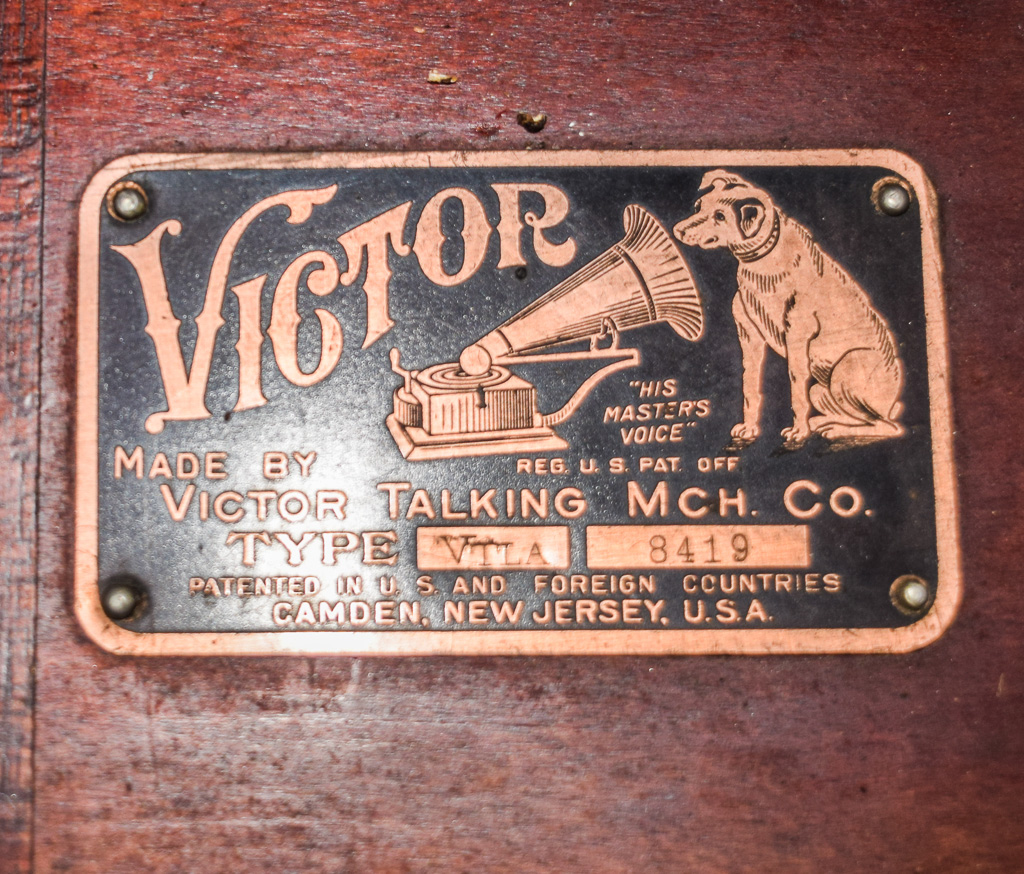 VICTOR
"HIS
MASTER'S
VOICE"
REG. U. S. PAT. OFF
MADE BY
VICTOR TALKING MCH. CO.
TYPE VTLA 8419
PATENTED IN U. S. AND FOREIGN COUNTRIES
CAMDEN, NEW JERSEY, U.S.A.